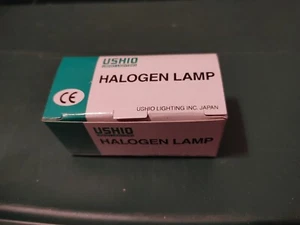 USHIO
HALOGEN LAMP
CE
USHIO LIGHTING INC. JAPAN
USHIO
HALOGEN LAMP